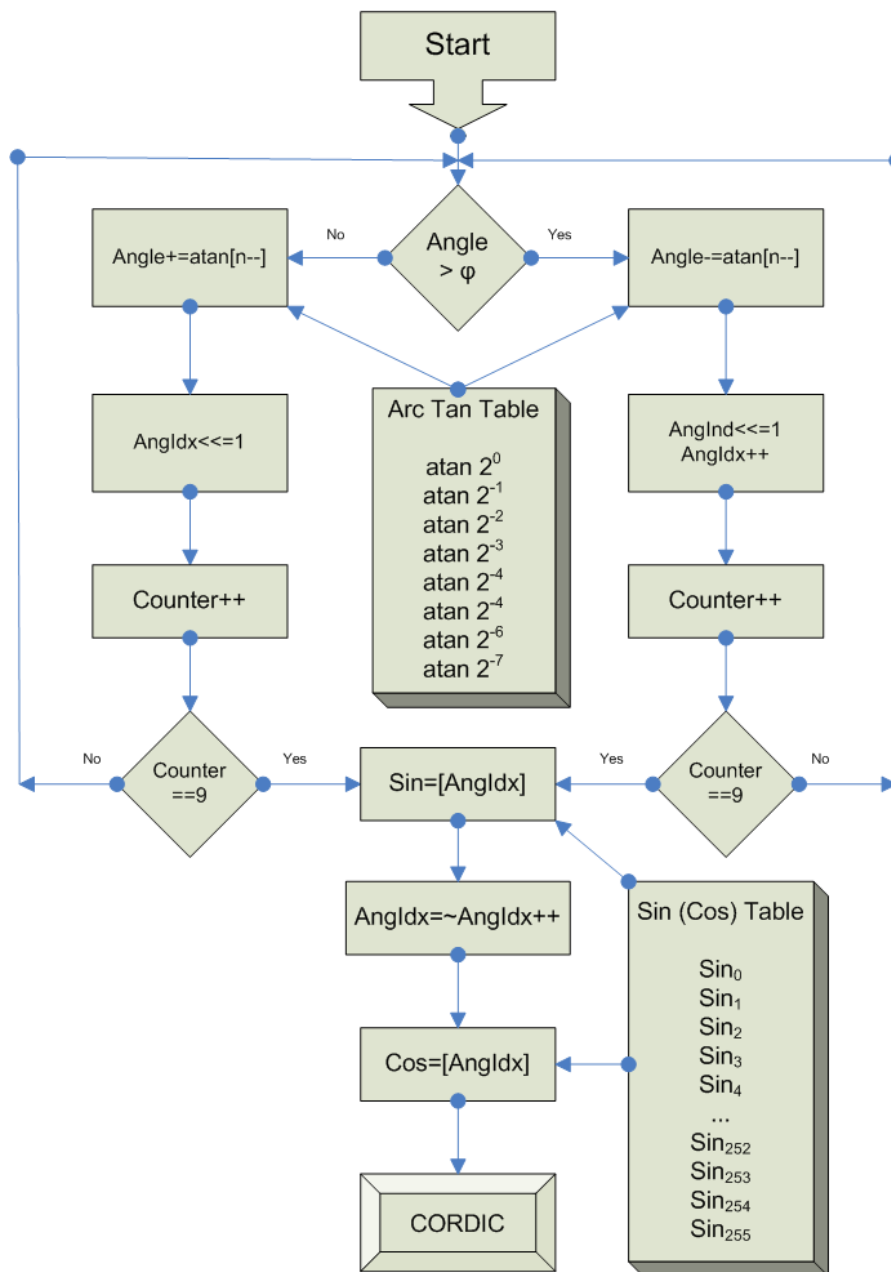 Start
Angle
> φ
No
Yes
Angle+=atan[n--]
Angle-=atan[n--]
Arc Tan Table
atan 2⁰
atan 2⁻¹
atan 2⁻²
atan 2⁻³
atan 2⁻⁴
atan 2⁻⁴
atan 2⁻⁶
atan 2⁻⁷
AngIdx<<=1
AngInd<<=1
AngIdx++
Counter++
Counter++
Counter
==9
No
Yes
Counter
==9
Yes
No
Sin=[AngIdx]
AngIdx=~AngIdx++
Cos=[AngIdx]
CORDIC
Sin (Cos) Table
Sin₀
Sin₁
Sin₂
Sin₃
Sin₄
...
Sin₂₅₂
Sin₂₅₃
Sin₂₅₄
Sin₂₅₅